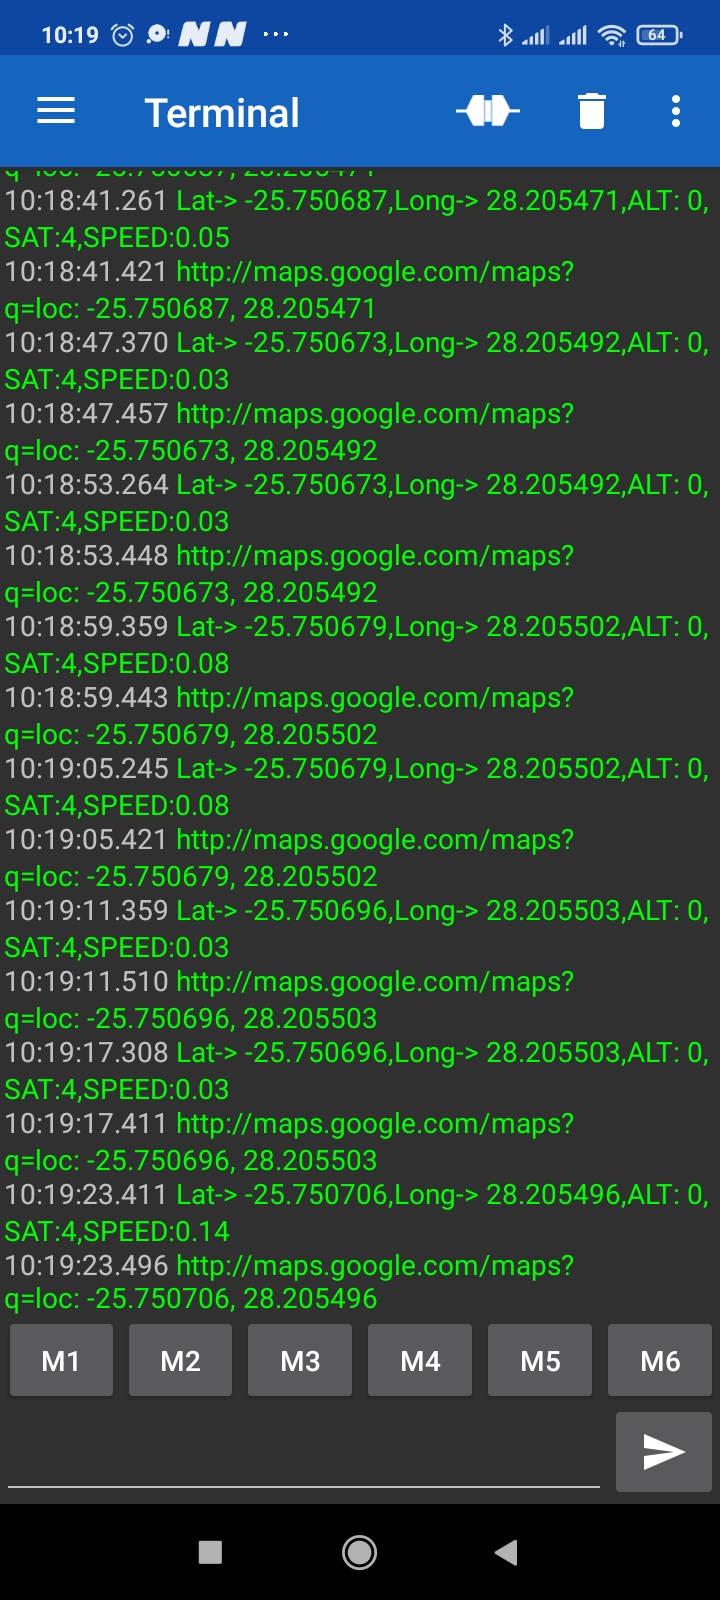 10:19
64
Terminal
q=loc: -25.750687, 28.205471
10:18:41.261 Lat-> -25.750687,Long-> 28.205471,ALT: 0,
SAT:4,SPEED:0.05
10:18:41.421 http://maps.google.com/maps?
q=loc: -25.750687, 28.205471
10:18:47.370 Lat-> -25.750673,Long-> 28.205492,ALT: 0,
SAT:4,SPEED:0.03
10:18:47.457 http://maps.google.com/maps?
q=loc: -25.750673, 28.205492
10:18:53.264 Lat-> -25.750673,Long-> 28.205492,ALT: 0,
SAT:4,SPEED:0.03
10:18:53.448 http://maps.google.com/maps?
q=loc: -25.750673, 28.205492
10:18:59.359 Lat-> -25.750679,Long-> 28.205502,ALT: 0,
SAT:4,SPEED:0.08
10:18:59.443 http://maps.google.com/maps?
q=loc: -25.750679, 28.205502
10:19:05.245 Lat-> -25.750679,Long-> 28.205502,ALT: 0,
SAT:4,SPEED:0.08
10:19:05.421 http://maps.google.com/maps?
q=loc: -25.750679, 28.205502
10:19:11.359 Lat-> -25.750696,Long-> 28.205503,ALT: 0,
SAT:4,SPEED:0.03
10:19:11.510 http://maps.google.com/maps?
q=loc: -25.750696, 28.205503
10:19:17.308 Lat-> -25.750696,Long-> 28.205503,ALT: 0,
SAT:4,SPEED:0.03
10:19:17.411 http://maps.google.com/maps?
q=loc: -25.750696, 28.205503
10:19:23.411 Lat-> -25.750706,Long-> 28.205496,ALT: 0,
SAT:4,SPEED:0.14
10:19:23.496 http://maps.google.com/maps?
q=loc: -25.750706, 28.205496
M1 M2 M3 M4 M5 M6